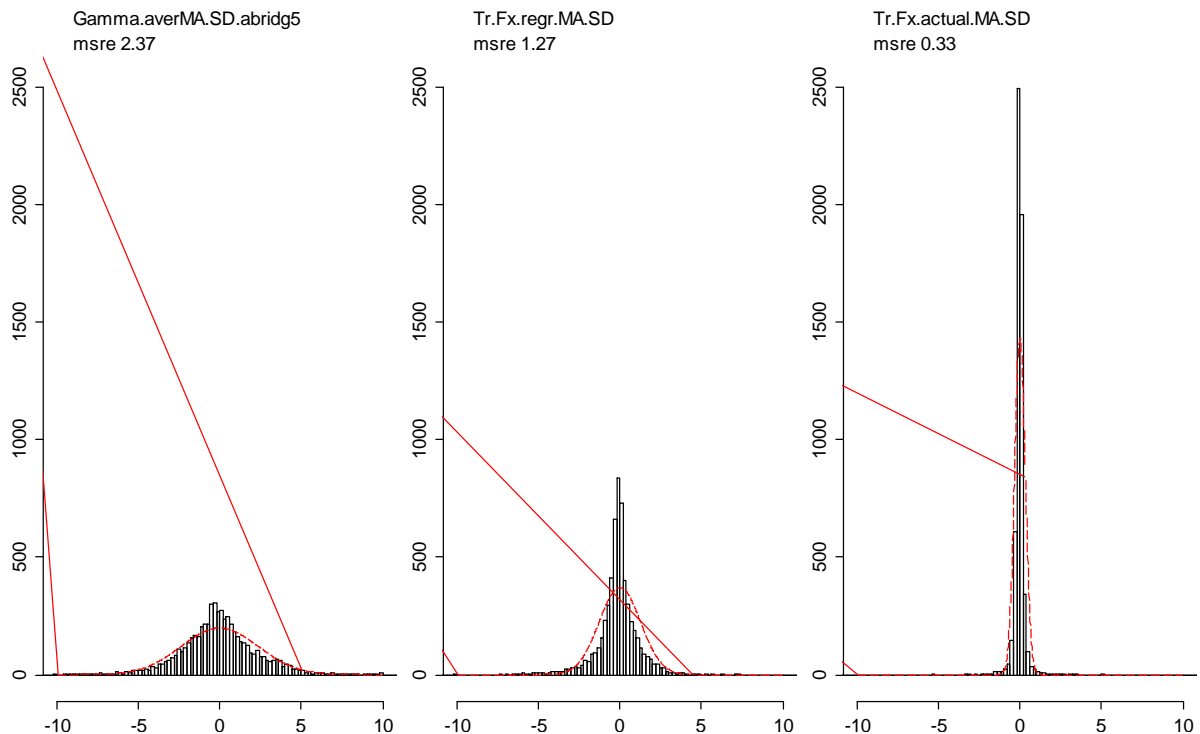 Gamma.averMA.SD.abridg5
msre 2.37
2500
2000
1500
1000
500
0
-10 -5 0 5 10
Tr.Fx.regr.MA.SD
msre 1.27
2500
2000
1500
1000
500
0
-10 -5 0 5 10
Tr.Fx.actual.MA.SD
msre 0.33
2500
2000
1500
1000
500
0
-10 -5 0 5 10